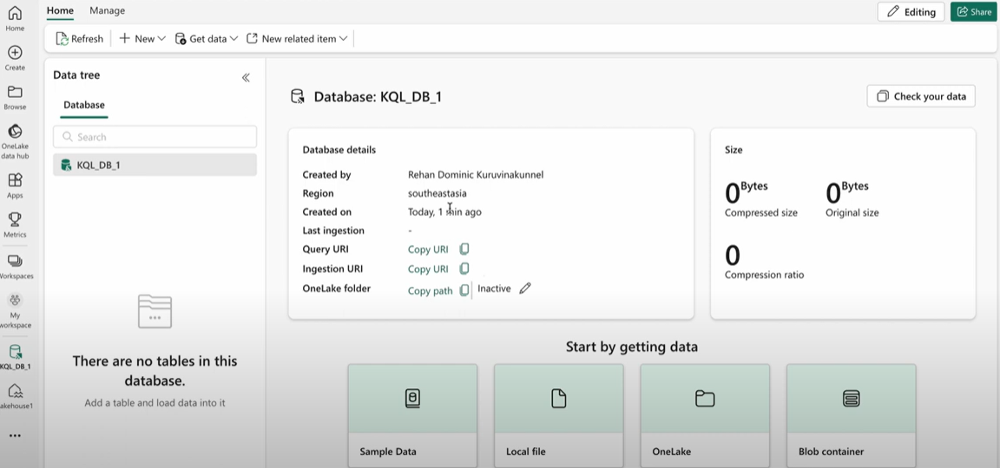 Home
Manage
Editing
Share
Refresh
New
Get data
New related item
Home
Create
Browse
OneLake
data hub
Apps
Metrics
Workspaces
My
workspace
KQL_DB_1
akehouse1
Data tree
Database
Search
KQL_DB_1
There are no tables in this
database.
Add a table and load data into it
Database: KQL_DB_1
Check your data
Database details
Created by Rehan Dominic Kuruvinakunnel
Region southeastasia
Created on Today, 1 min ago
Last ingestion -
Query URI Copy URI
Ingestion URI Copy URI
OneLake folder Copy path Inactive
Size
0 Bytes
Compressed size
0 Bytes
Original size
0
Compression ratio
Start by getting data
Sample Data
Local file
OneLake
Blob container